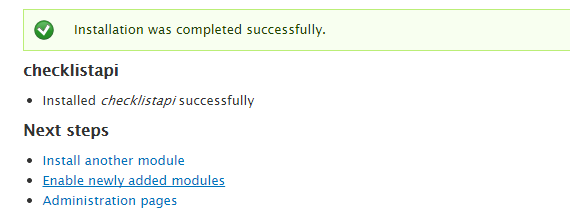 Installation was completed successfully.
checklistapi
Installed checklistapi successfully
Next steps
Install another module
Enable newly added modules
Administration pages